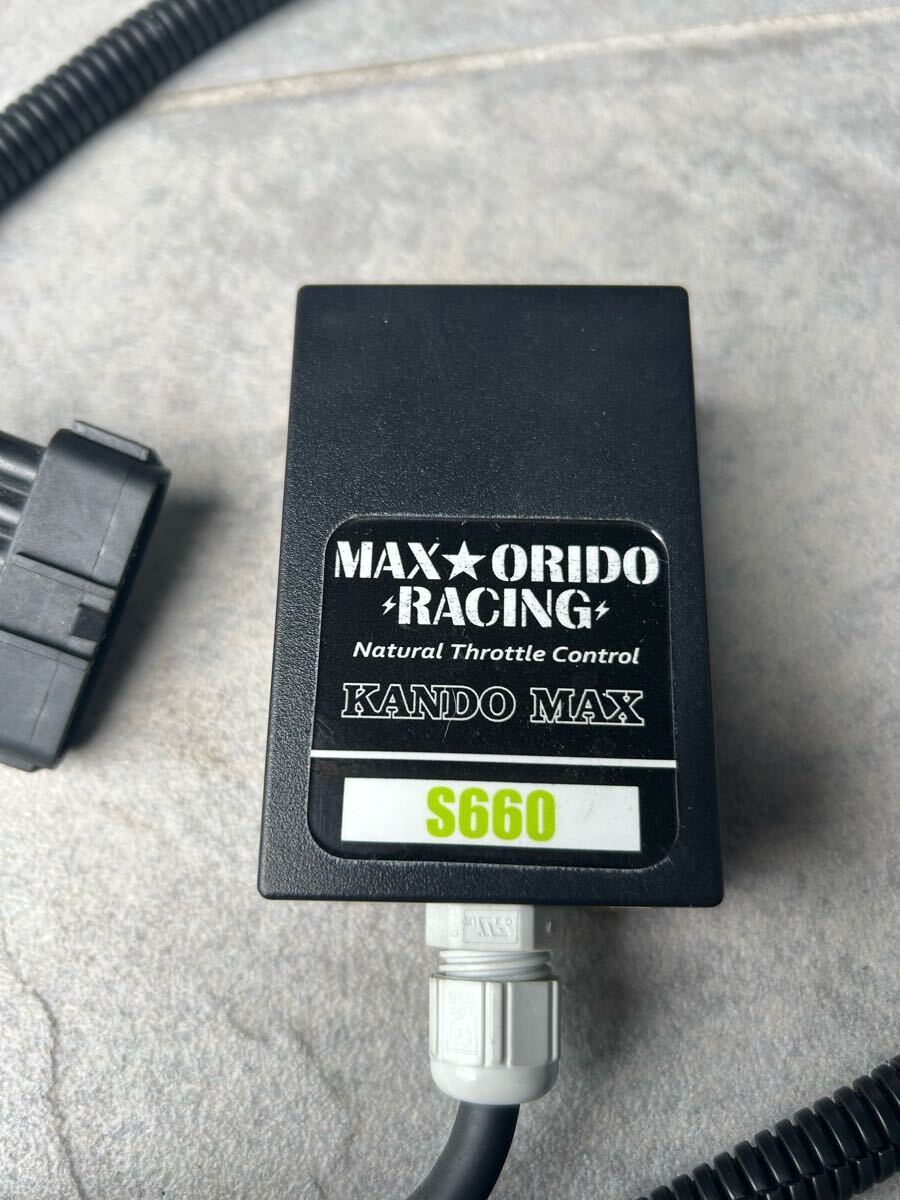 MAX★ORIDO
RACING
Natural Throttle Control
KANDO MAX
S660